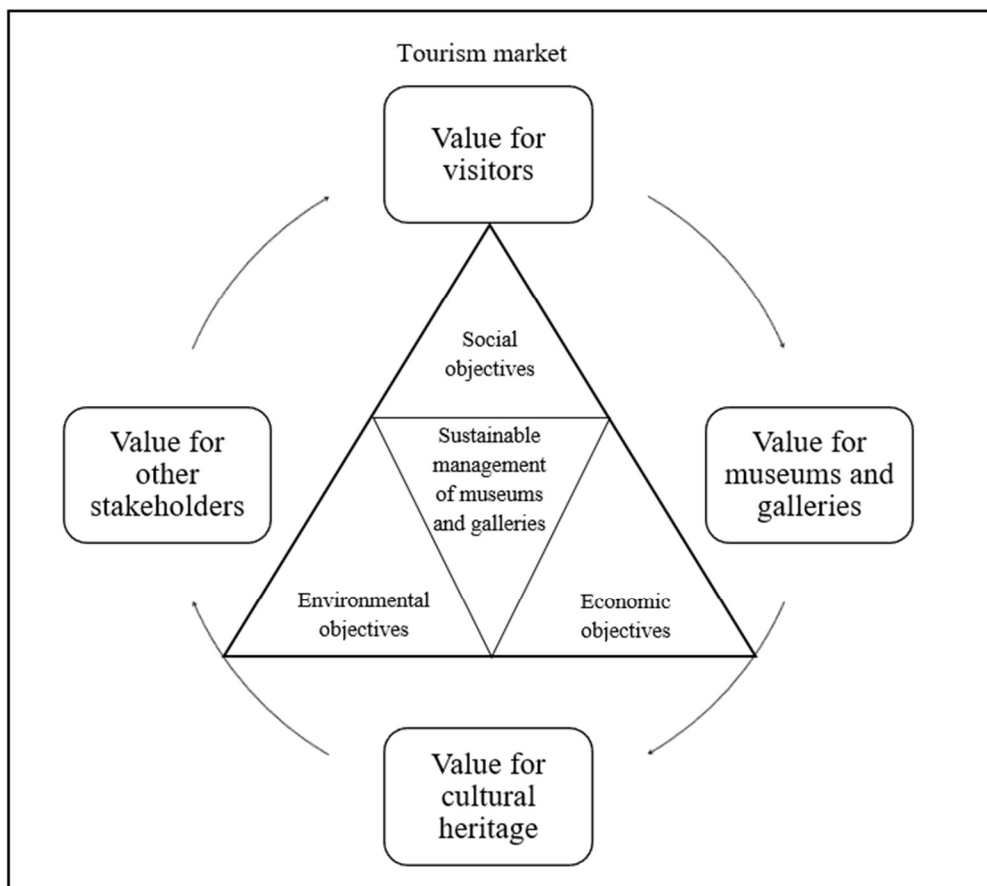 Tourism market
Value for
visitors
Social
objectives
Value for
other
stakeholders
Sustainable
management
of museums
and galleries
Value for
museums and
galleries
Environmental
objectives
Economic
objectives
Value for
cultural
heritage